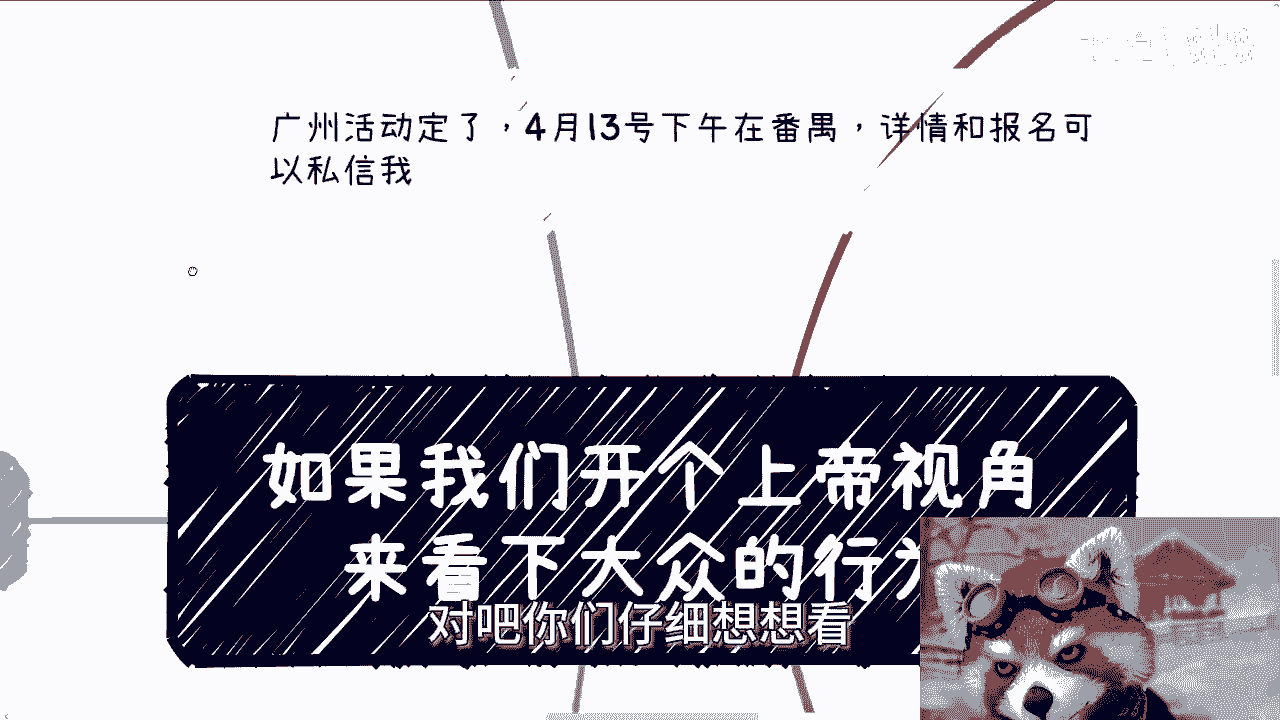 广州活动定了，4月13号下午在番禺，详情和报名可
以私信我
如果我们开个上帝视角
来看下大众的行
对吧你们仔细想想看